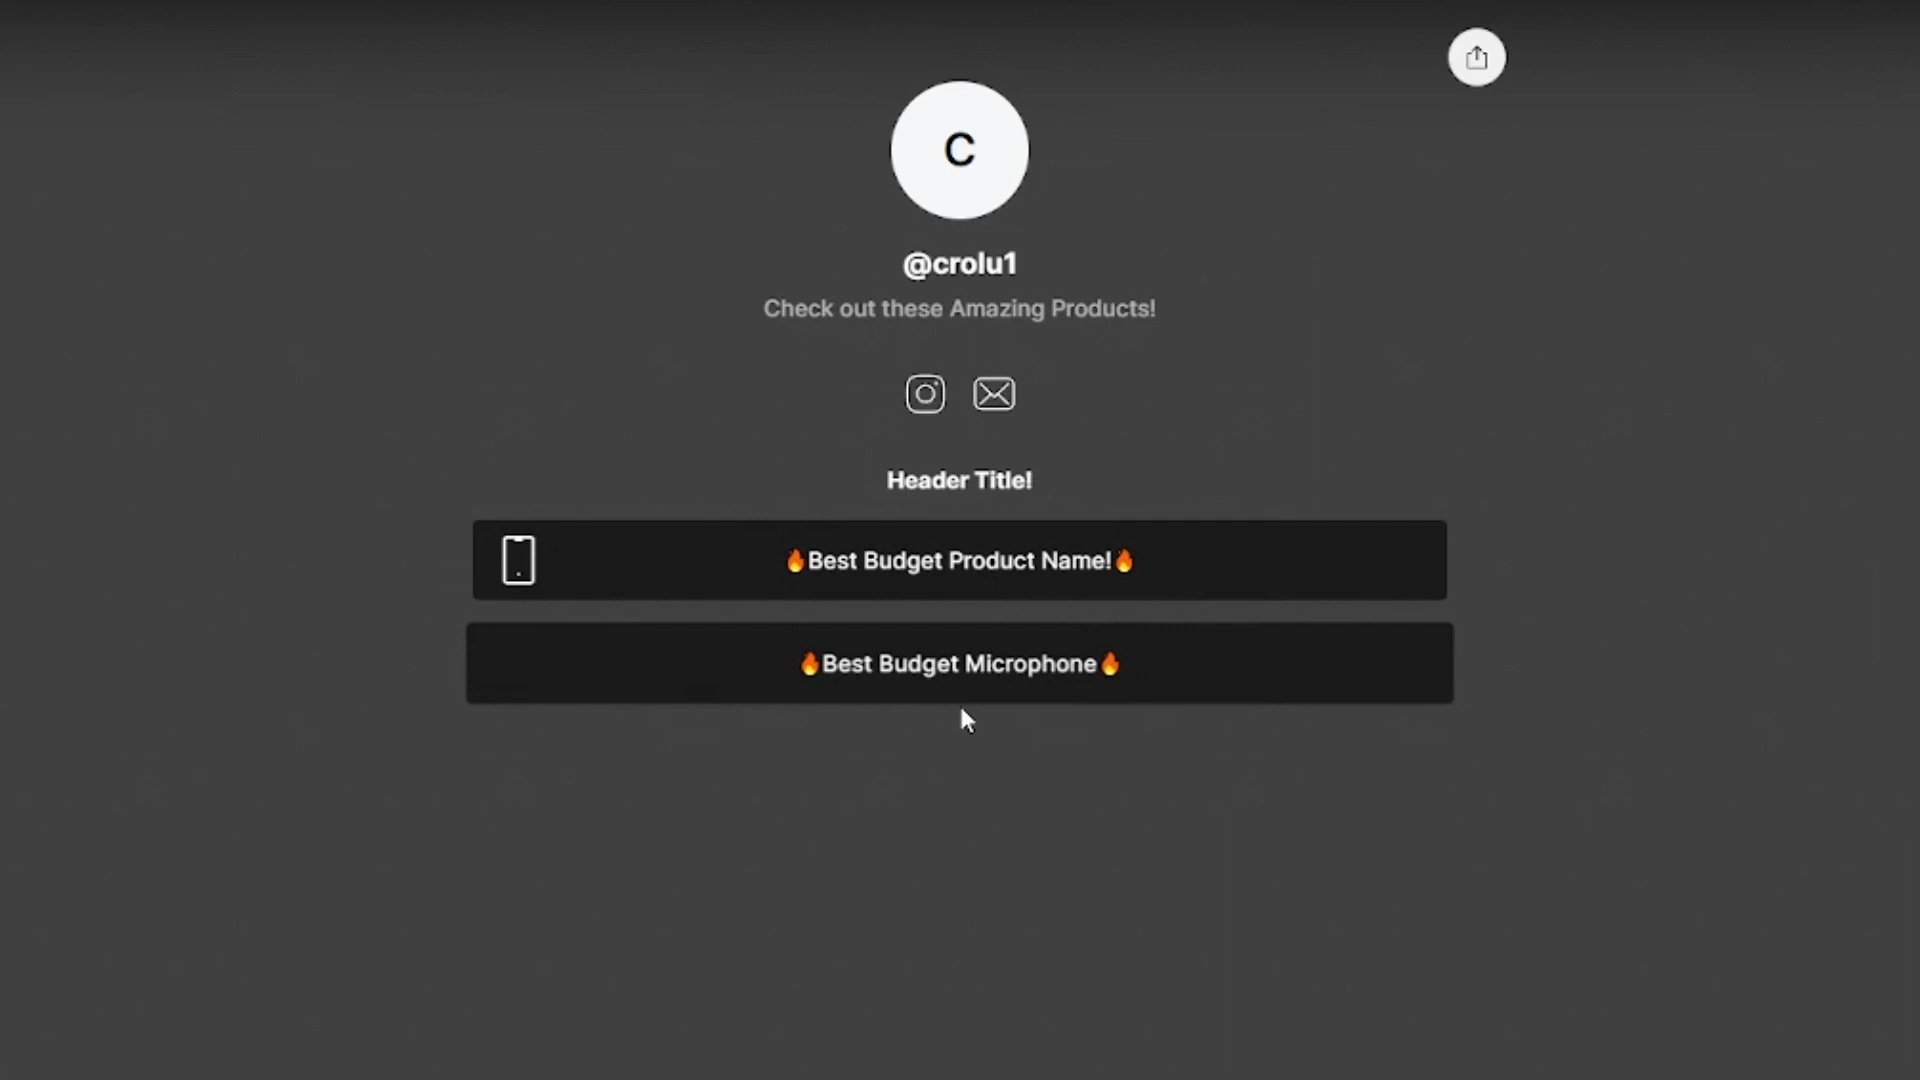 C
@crolu1
Check out these Amazing Products!
Header Title!
🔥Best Budget Product Name!🔥
🔥Best Budget Microphone🔥